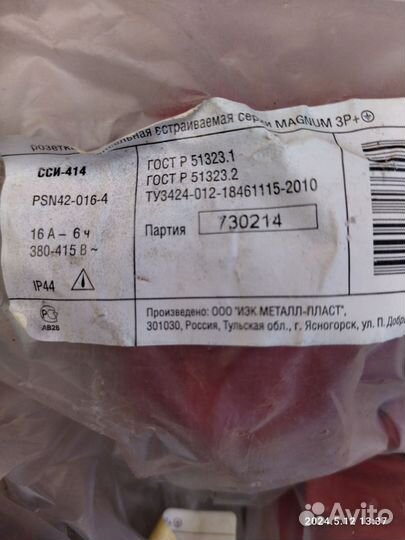 встраиваемая серии MAGNUM 3P+
ССИ-414
PSN42-016-4
16 А – 6 ч
380-415 В ~
IP44
АВ28
ГОСТ Р 51323.1
ГОСТ Р 51323.2
ТУ3424-012-18461115-2010
Партия 730214
Произведено: ООО "ИЭК МЕТАЛЛ-ПЛАСТ",
301030, Россия, Тульская обл., г. Ясногорск, ул. П. Добр
2024.5.12 13:37
Avito